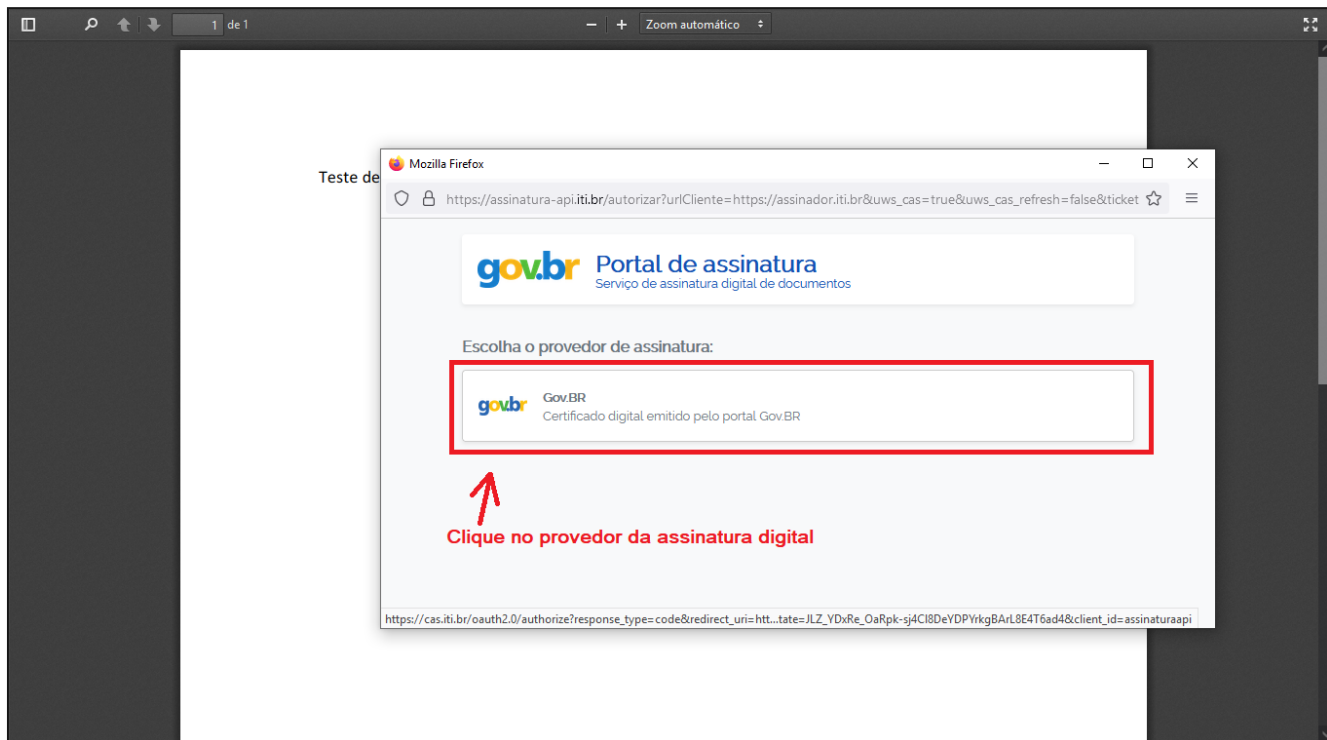 1 de 1
Zoom automático
Teste de
Mozilla Firefox
https://assinatura-api.iti.br/autorizar?urlCliente=https://assinador.iti.br&uws_cas=true&uws_cas_refresh=false&ticket
gov.br
Portal de assinatura
Serviço de assinatura digital de documentos
Escolha o provedor de assinatura:
gov.br
Gov.BR
Certificado digital emitido pelo portal Gov.BR
Clique no provedor da assinatura digital
https://cas.iti.br/oauth2.0/authorize?response_type=code&redirect_uri=htt...tate=JLZ_YDxRe_OaRpk-sj4CI8DeYDPYrkgBArL8E4T6ad4&client_id=assinaturaapi